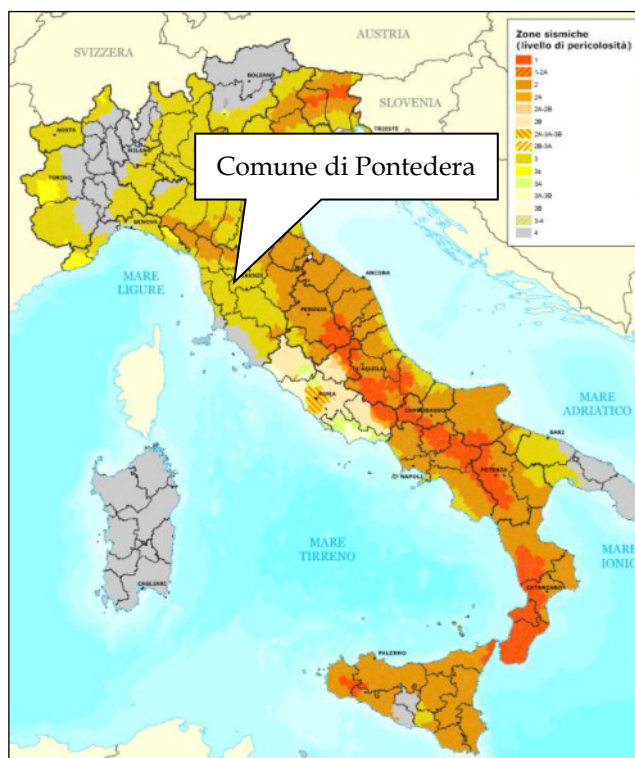 AUSTRIA
SVIZZERA
BOLZANO
SLOVENIA
AOSTA
TRIESTE
MILANO
TORINO
Comune di Pontedera
GENOVA
MARE
LIGURE
ANCONA
PERUGIA
L'AQUILA
ROMA
CAMPOBASSO
MARE
ADRIATICO
BARI
NAPOLI
POTENZA
MARE
TIRRENO
MARE
IONIO
CAGLIARI
CATANZARO
PALERMO
Zone sismiche
(livello di pericolosità)
1
1-2A
2
2A
2A-2B
2B
2A-3A-3B
2B-3A
3
3s
3A
3A-3B
3B
3-4
4